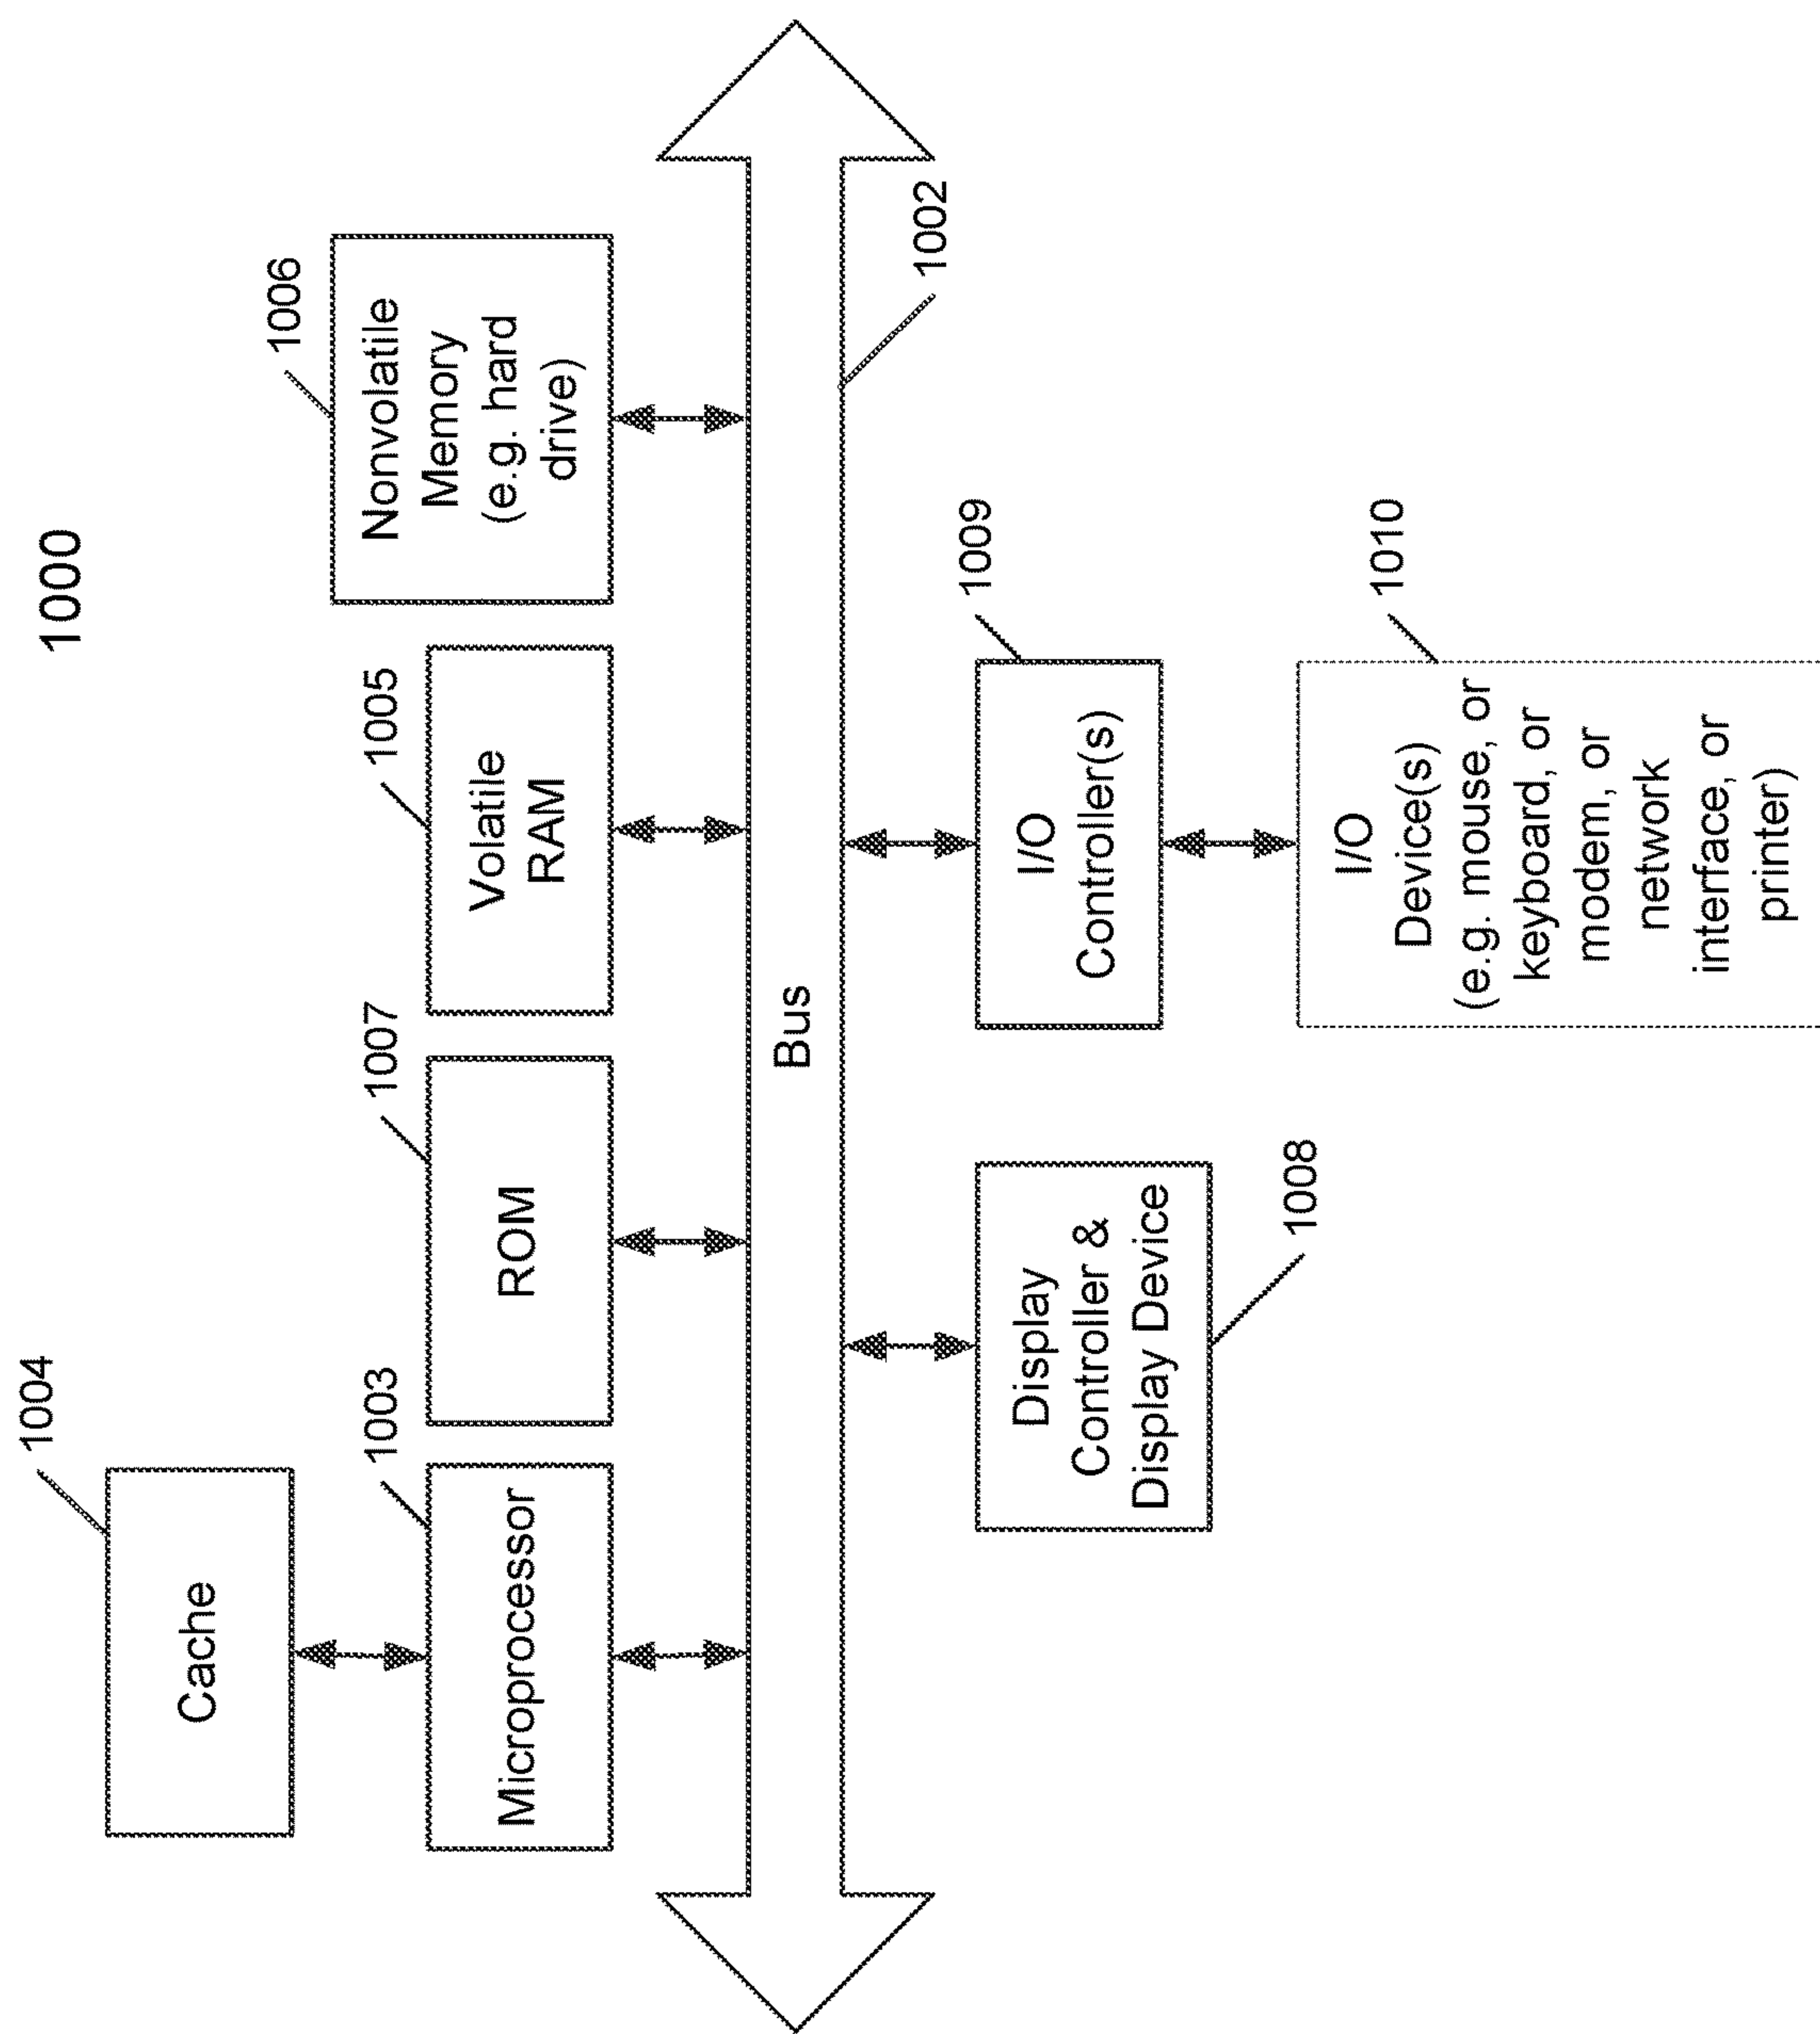 1000
1004
Cache
1003
Microprocessor
1007
ROM
1005
Volatile
RAM
1006
Nonvolatile
Memory
(e.g. hard
drive)
Bus
1002
Display
Controller &
Display Device
1008
1009
I/O
Controller(s)
1010
I/O
Device(s)
(e.g. mouse, or
keyboard, or
modem, or
network
interface, or
printer)